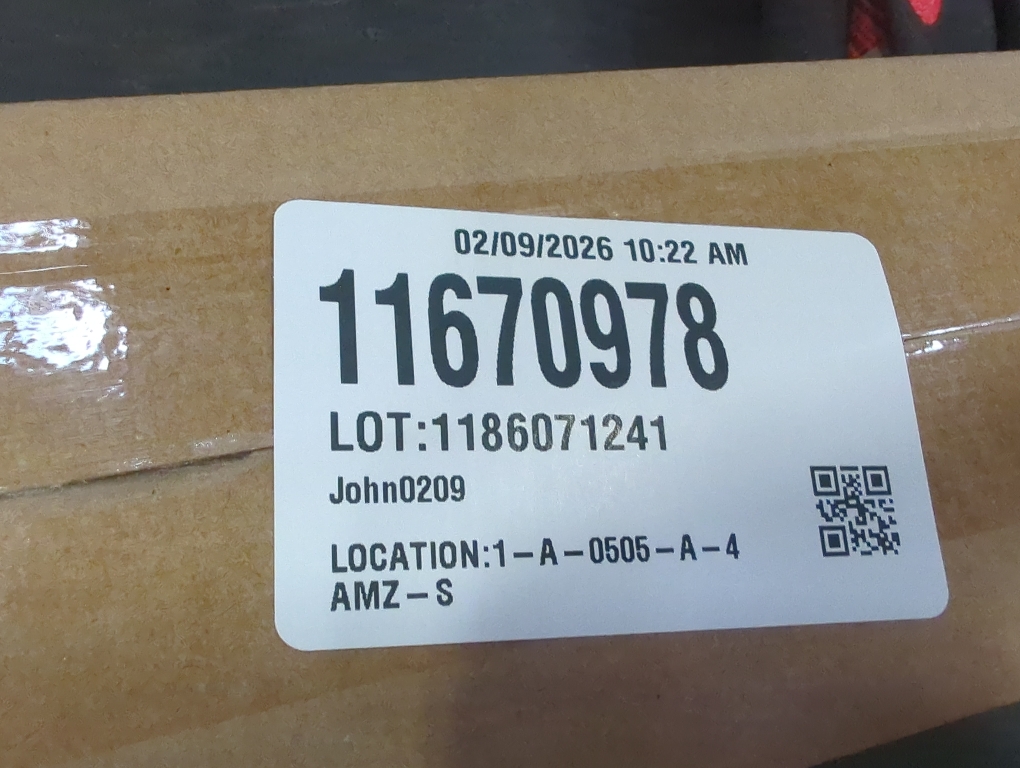 02/09/2026 10:22 AM
11670978
LOT:1186071241
John0209
LOCATION:1-A-0505-A-4
AMZ-S